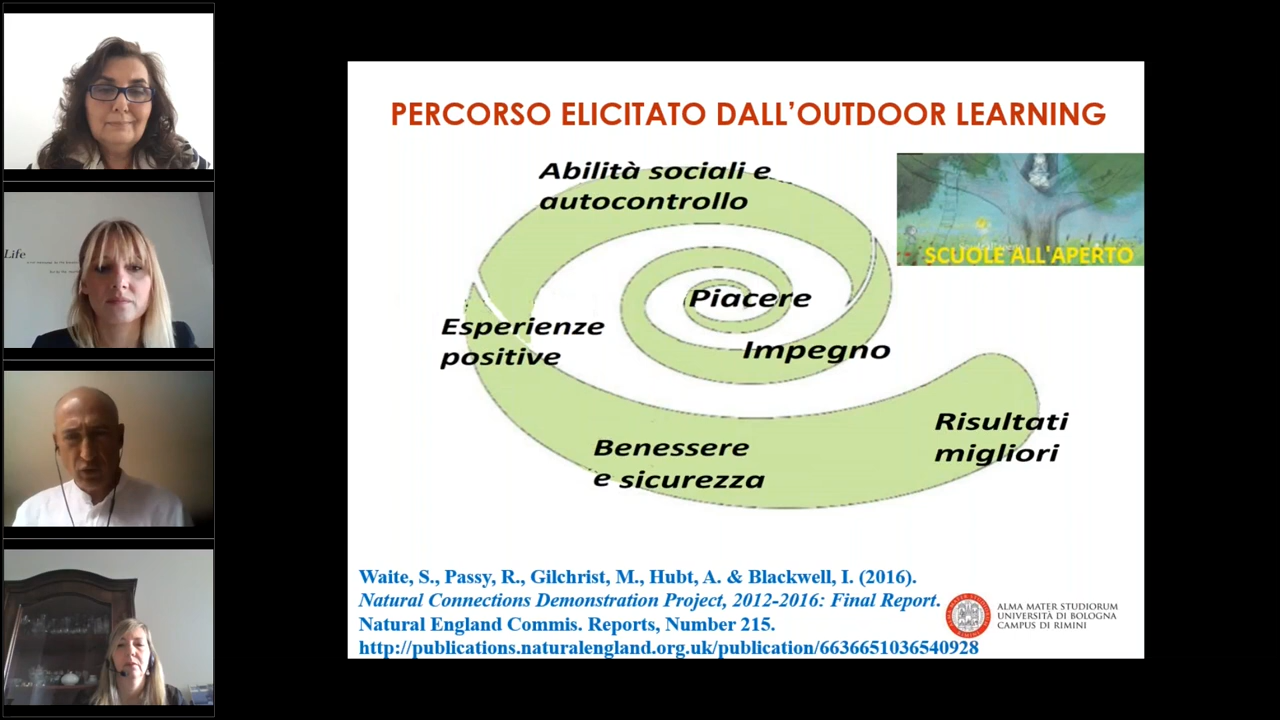 Life
PERCORSO ELICITATO DALL'OUTDOOR LEARNING
Abilità sociali e
autocontrollo
SCUOLE ALL'APERTO
Piacere
Esperienze
positive
Impegno
Risultati
migliori
Benessere
e sicurezza
Waite, S., Passy, R., Gilchrist, M., Hubt, A. & Blackwell, I. (2016).
Natural Connections Demonstration Project, 2012-2016: Final Report.
Natural England Commis. Reports, Number 215.
http://publications.naturalengland.org.uk/publication/6636651036540928
ALMA MATER STUDIORUM
UNIVERSITÀ DI BOLOGNA
CAMPUS DI RIMINI